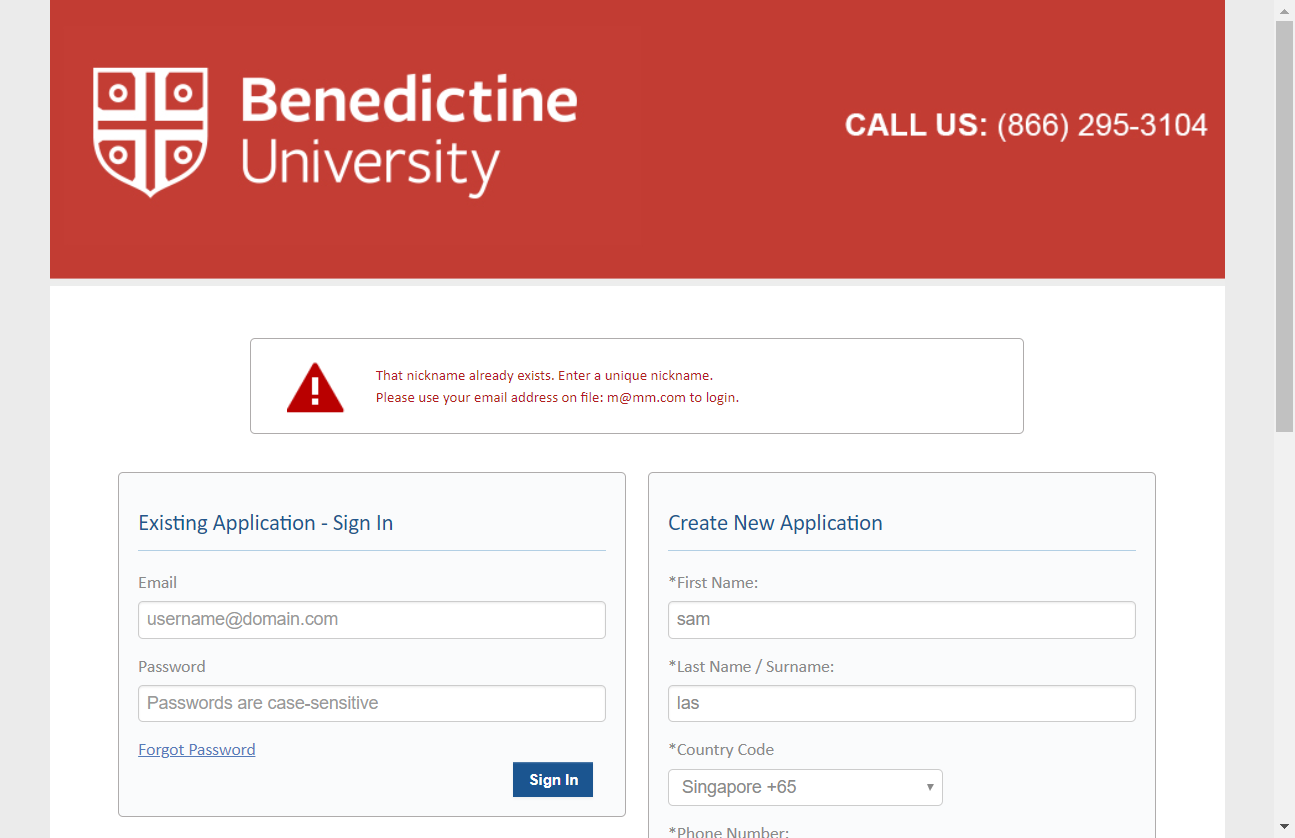 Benedictine
University
CALL US: (866) 295-3104
That nickname already exists. Enter a unique nickname.
Please use your email address on file: m@mm.com to login.
Existing Application - Sign In
Email
username@domain.com
Password
Passwords are case-sensitive
Forgot Password
Sign In
Create New Application
*First Name:
sam
*Last Name / Surname:
las
*Country Code
Singapore +65
*Phone Number: